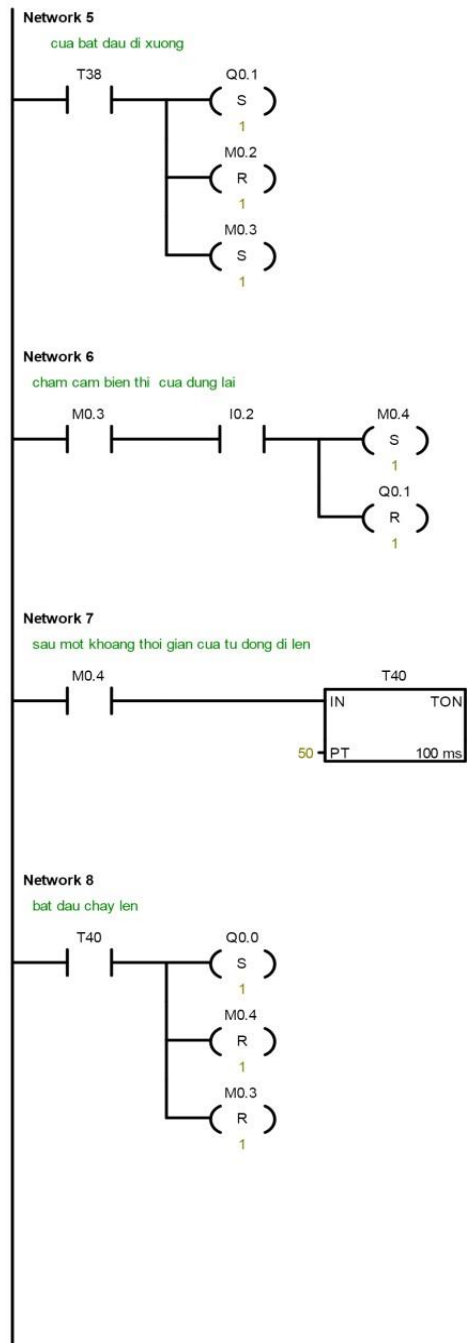 Network 5
cua bat dau di xuong
T38 Q0.1
S
1
M0.2
R
1
M0.3
S
1
Network 6
cham cam bien thi cua dung lai
M0.3 I0.2 M0.4
S
1
Q0.1
R
1
Network 7
sau mot khoang thoi gian cua tu dong di len
M0.4 T40
IN TON
50 PT 100 ms
Network 8
bat dau chay len
T40 Q0.0
S
1
M0.4
R
1
M0.3
R
1